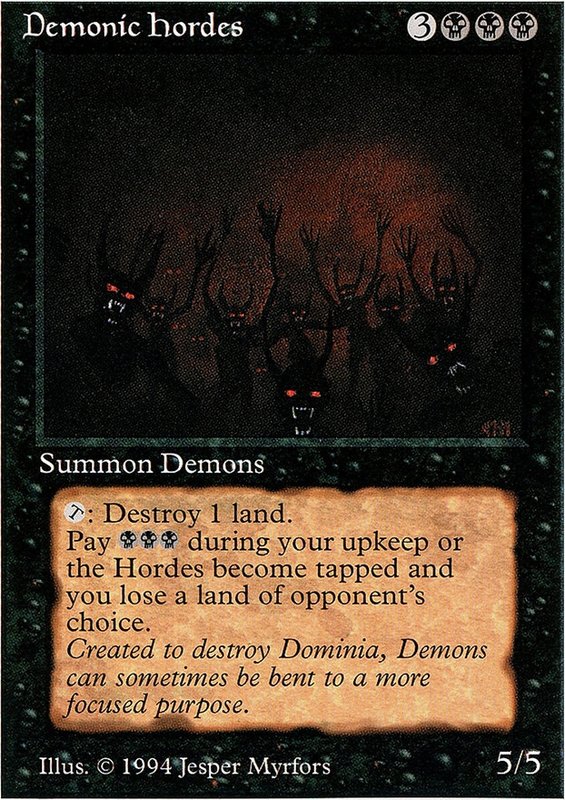 Demonic Hordes
3
Summon Demons
T: Destroy 1 land.
Pay during your upkeep or
the Hordes become tapped and
you lose a land of opponent's
choice.
Created to destroy Dominia, Demons
can sometimes be bent to a more
focused purpose.
Illus. © 1994 Jesper Myrfors
5/5